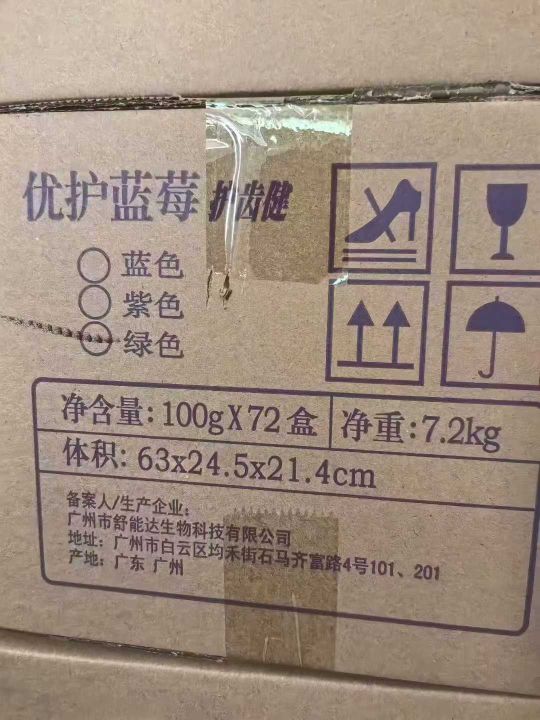 优护蓝莓 护齿健
蓝色
紫色
绿色
净含量: 100gX72盒 净重: 7.2kg
体积: 63x24.5x21.4cm
备案人/生产企业:
广州市舒能达生物科技有限公司
地址: 广州市白云区均禾街石马齐富路4号101、201
产地: 广东 广州